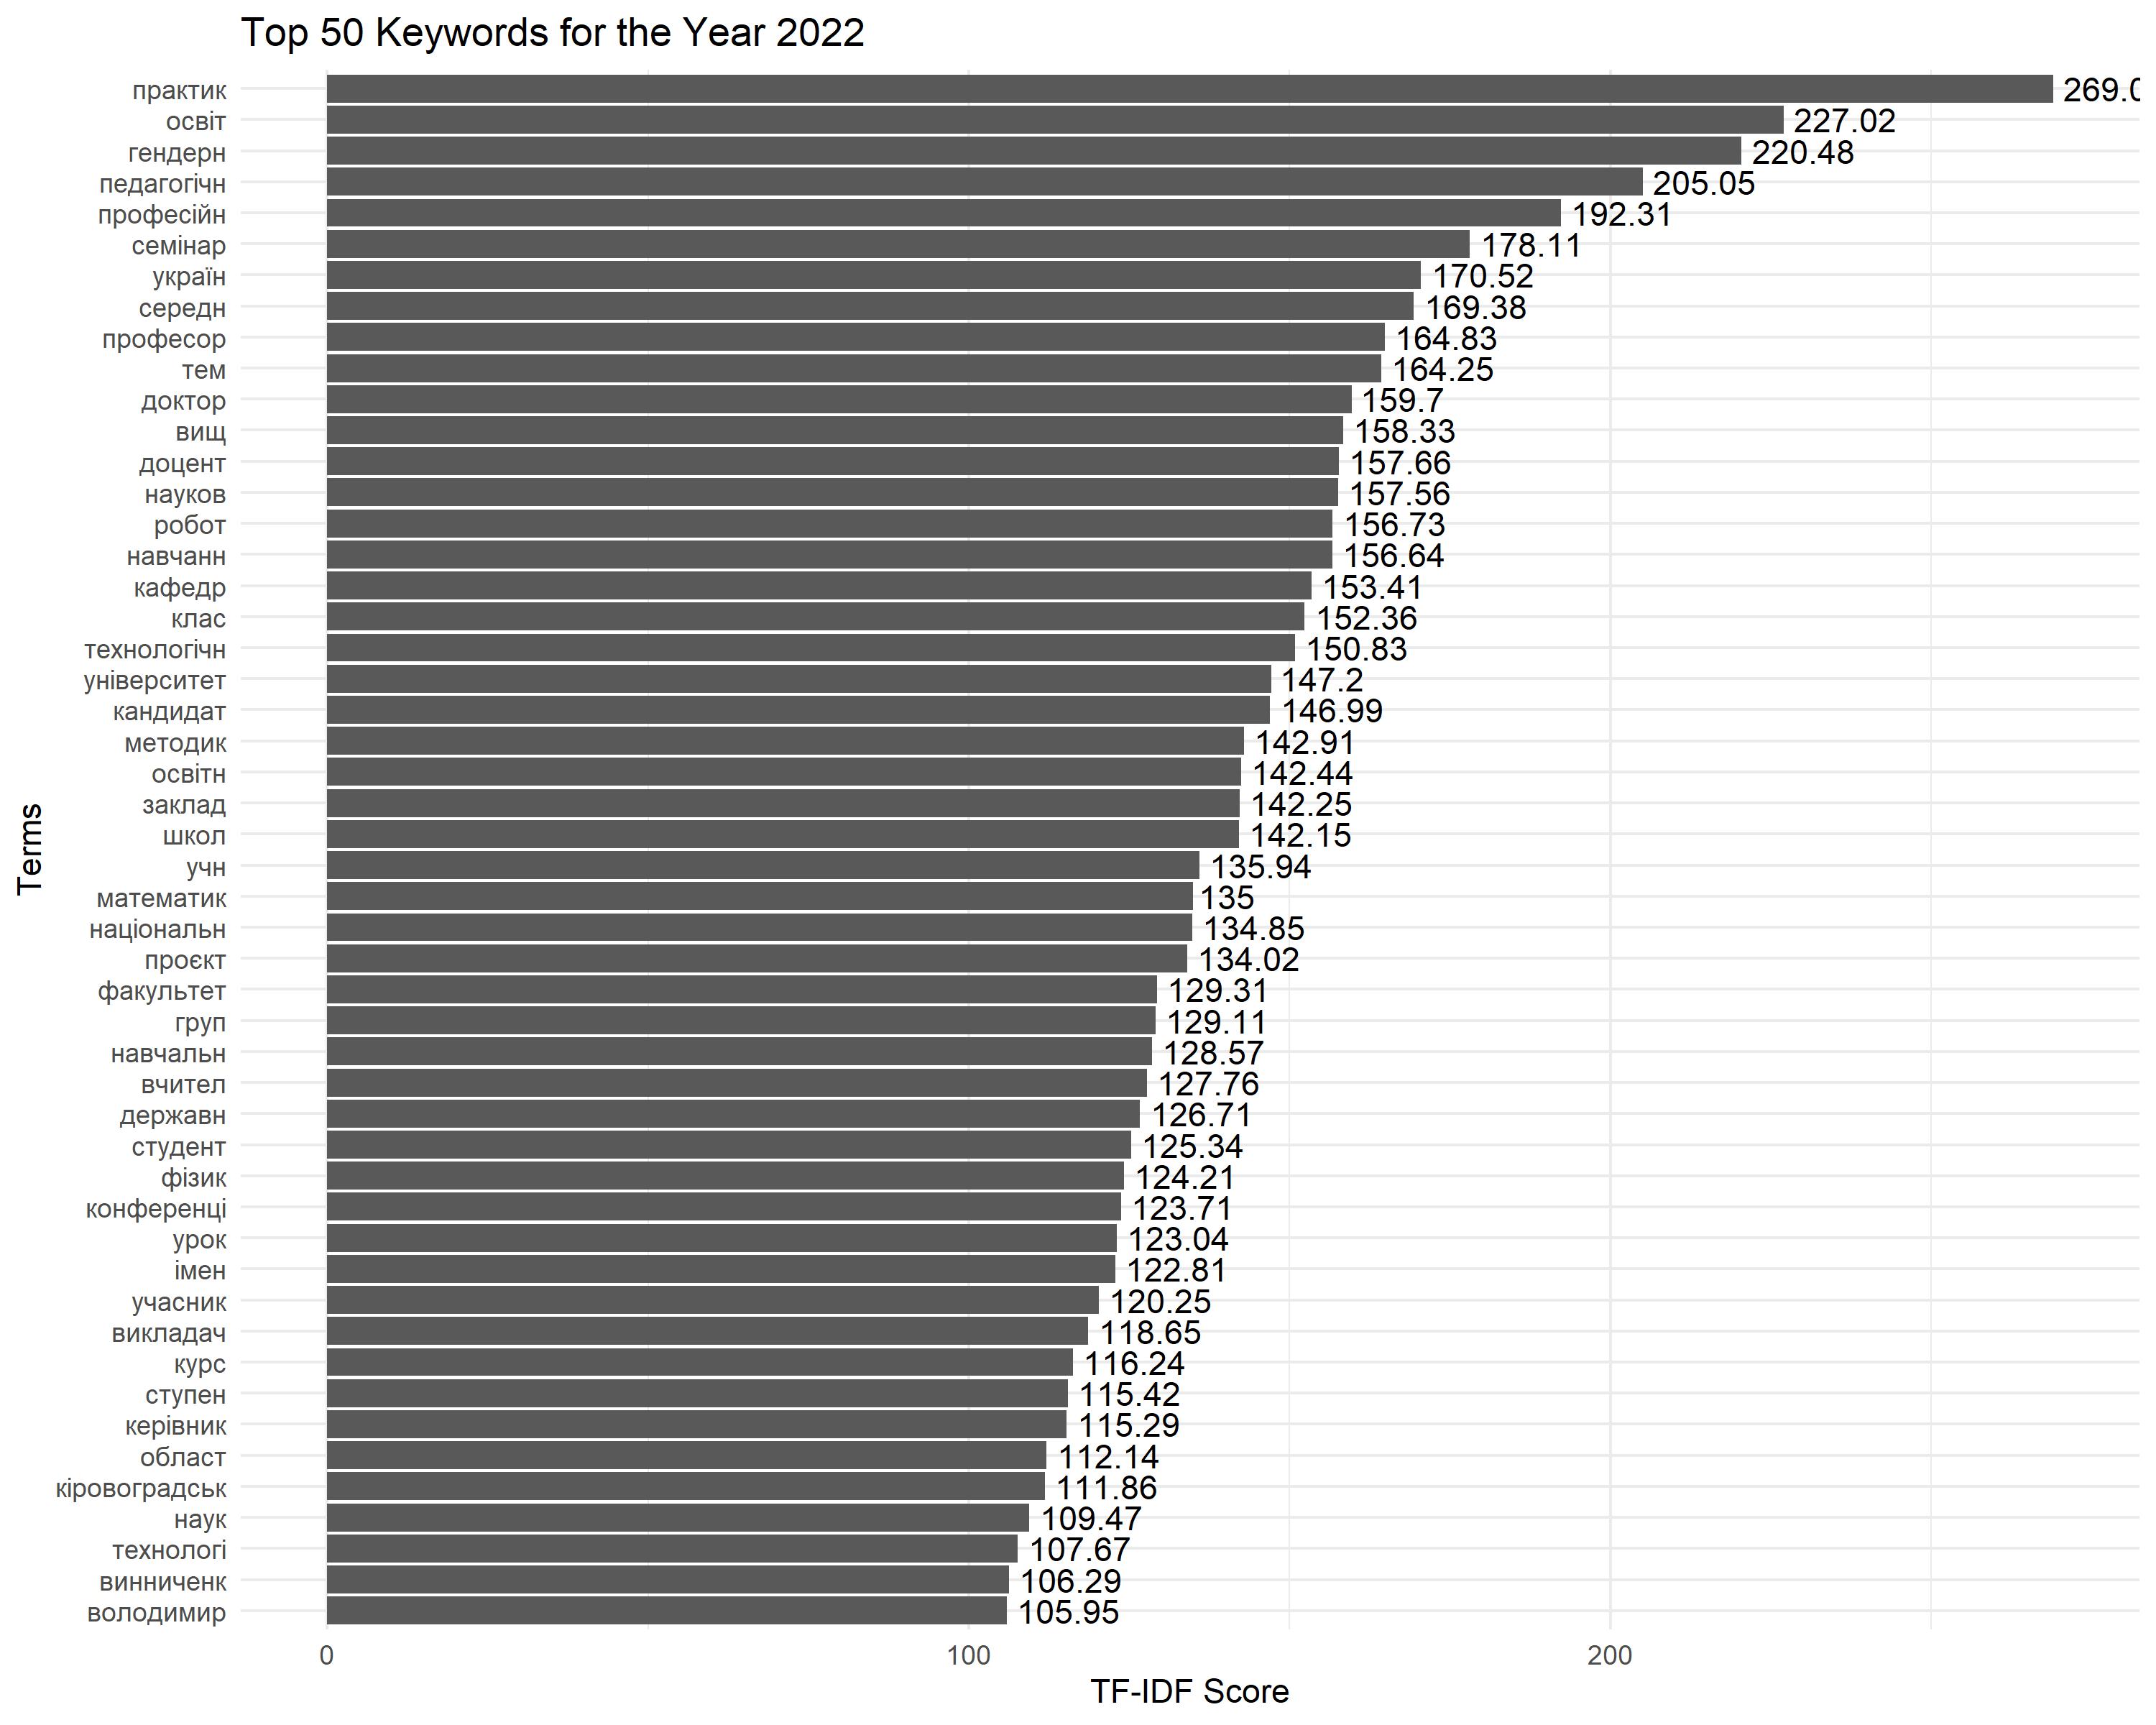 Top 50 Keywords for the Year 2022
Terms
практик 269.0
освіт 227.02
гендерн 220.48
педагогічн 205.05
професійн 192.31
семінар 178.11
україн 170.52
середн 169.38
професор 164.83
тем 164.25
доктор 159.7
вищ 158.33
доцент 157.66
науков 157.56
робот 156.73
навчанн 156.64
кафедр 153.41
клас 152.36
технологічн 150.83
університет 147.2
кандидат 146.99
методик 142.91
освітн 142.44
заклад 142.25
школ 142.15
учн 135.94
математик 135
національн 134.85
проєкт 134.02
факультет 129.31
груп 129.11
навчальн 128.57
вчител 127.76
державн 126.71
студент 125.34
фізик 124.21
конференці 123.71
урок 123.04
імен 122.81
учасник 120.25
викладач 118.65
курс 116.24
ступен 115.42
керівник 115.29
област 112.14
кіровоградськ 111.86
наук 109.47
технологі 107.67
винниченк 106.29
володимир 105.95
0 100 200
TF-IDF Score